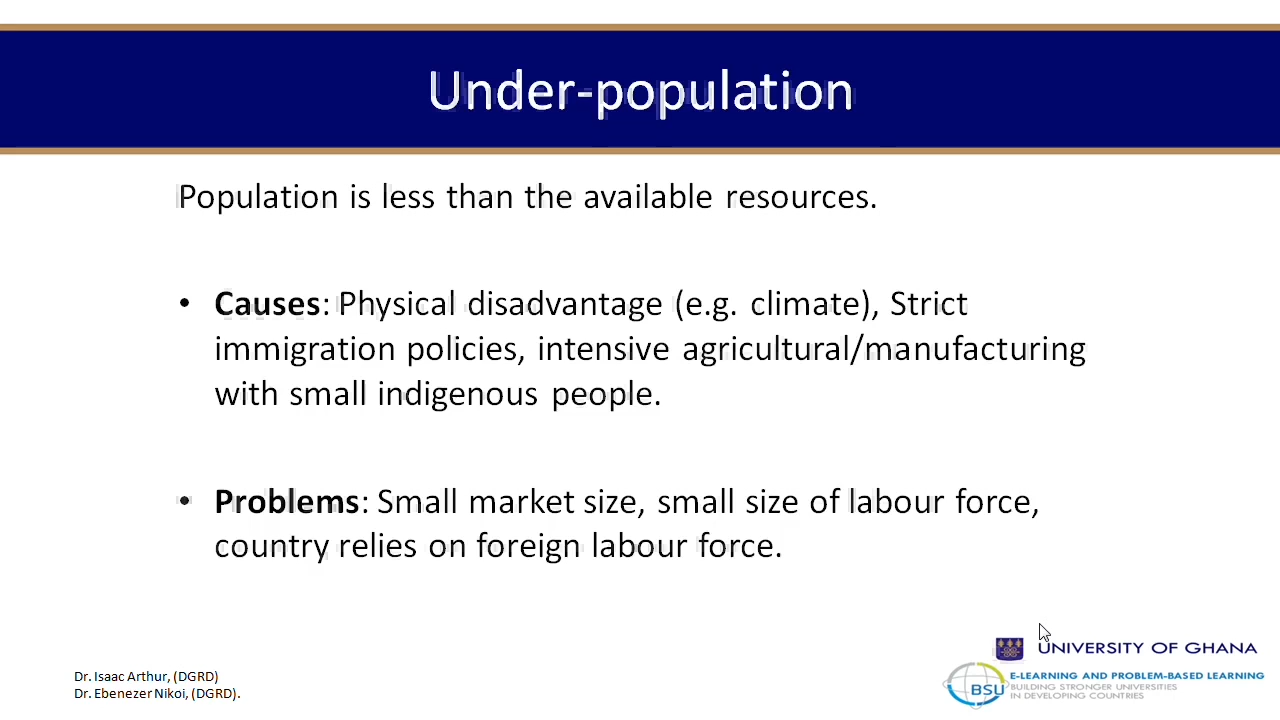 Under-population
Population is less than the available resources.
• Causes: Physical disadvantage (e.g. climate), Strict
immigration policies, intensive agricultural/manufacturing
with small indigenous people.
• Problems: Small market size, small size of labour force,
country relies on foreign labour force.
Dr. Isaac Arthur, (DGRD)
Dr. Ebenezer Nikoi, (DGRD).
UNIVERSITY OF GHANA
BSU
E-LEARNING AND PROBLEM-BASED LEARNING
BUILDING STRONGER UNIVERSITIES
IN DEVELOPING COUNTRIES